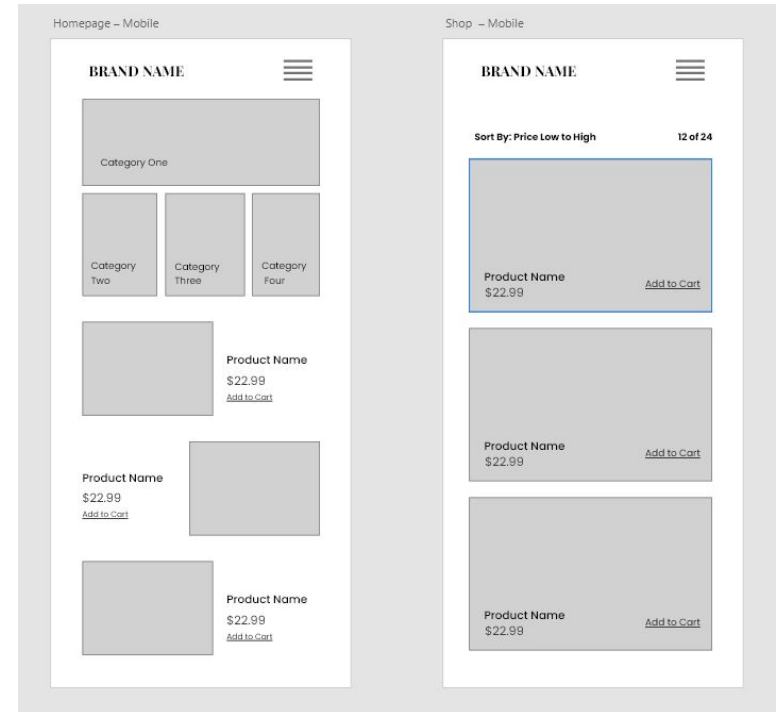 Homepage – Mobile
BRAND NAME
Category One
Category
Two
Category
Three
Category
Four
Product Name
$22.99
Add to Cart
Product Name
$22.99
Add to Cart
Product Name
$22.99
Add to Cart
Shop – Mobile
BRAND NAME
Sort By: Price Low to High
12 of 24
Product Name
$22.99
Add to Cart
Product Name
$22.99
Add to Cart
Product Name
$22.99
Add to Cart